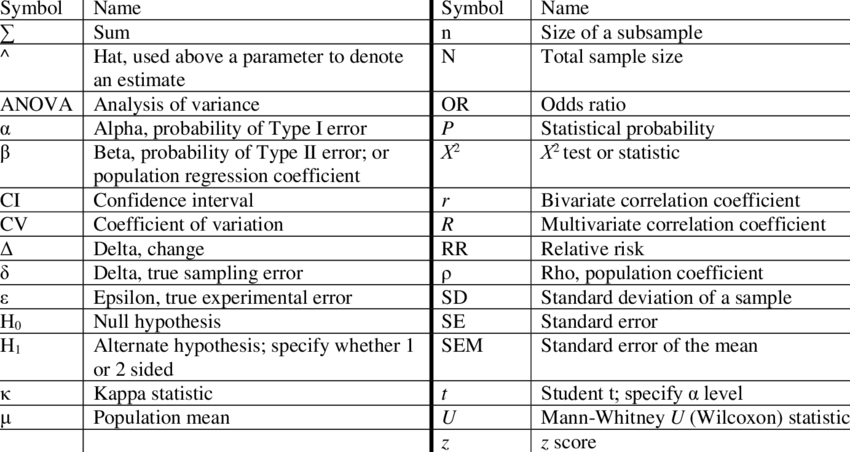 Symbol Name Symbol Name
∑ Sum n Size of a subsample
^ Hat, used above a parameter to denote N Total sample size
an estimate
ANOVA Analysis of variance OR Odds ratio
α Alpha, probability of Type I error P Statistical probability
β Beta, probability of Type II error; or X² X² test or statistic
population regression coefficient
CI Confidence interval r Bivariate correlation coefficient
CV Coefficient of variation R Multivariate correlation coefficient
Δ Delta, change RR Relative risk
δ Delta, true sampling error ρ Rho, population coefficient
ε Epsilon, true experimental error SD Standard deviation of a sample
H₀ Null hypothesis SE Standard error
H₁ Alternate hypothesis; specify whether 1 SEM Standard error of the mean
or 2 sided
κ Kappa statistic t Student t; specify α level
μ Population mean U Mann-Whitney U (Wilcoxon) statistic
z z score